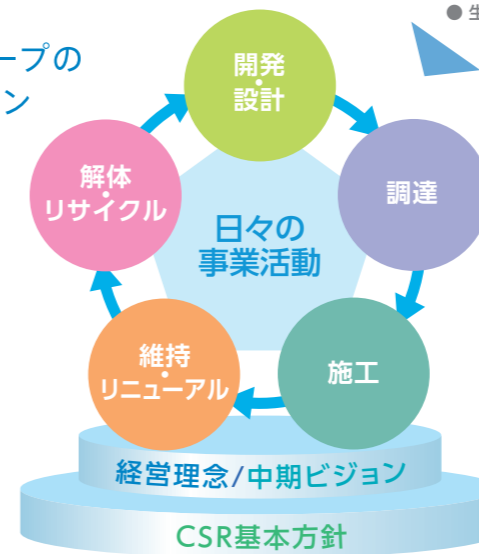 ● 生
ープの
ン
開発
・
設計
調達
施工
維持
・
リニューアル
解体
・
リサイクル
日々の
事業活動
経営理念/中期ビジョン
CSR基本方針